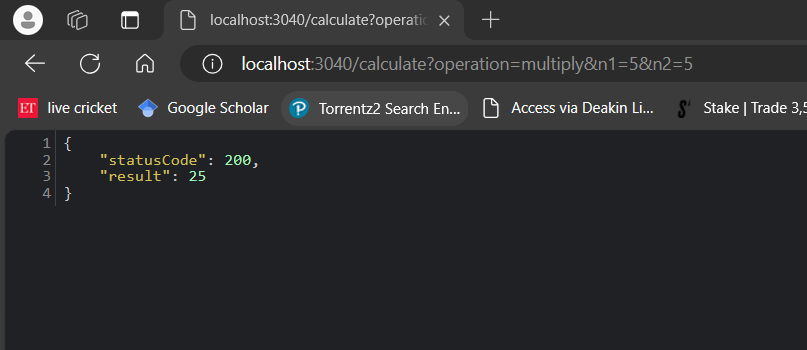 localhost:3040/calculate?operatic
localhost:3040/calculate?operation=multiply&n1=5&n2=5
ET live cricket Google Scholar Torrentz2 Search En... Access via Deakin Li... Stake | Trade 3,5
1 {
2 "statusCode": 200,
3 "result": 25
4 }